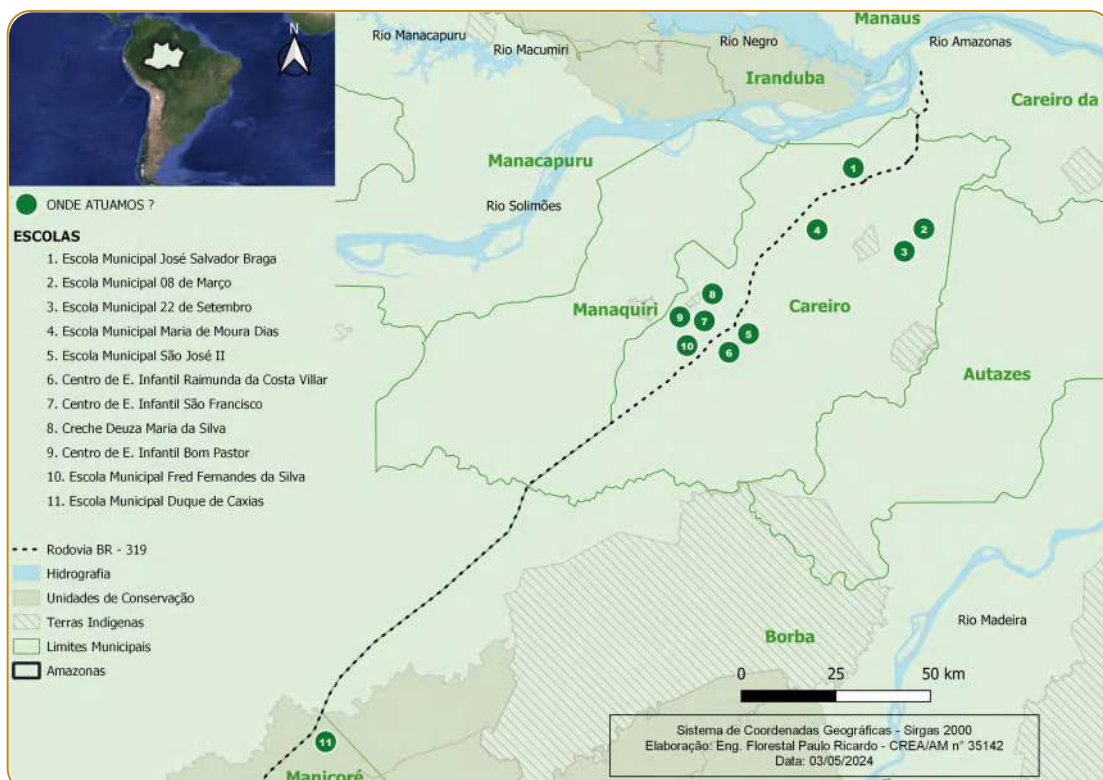 N
Rio Manacapuru
Rio Macumiri
Rio Negro
Manaus
Rio Amazonas
Iranduba
Careiro da
Manacapuru
Rio Solimões
1
4
2
3
Manaquiri
8
9
7
10
5
6
Careiro
Autazes
Borba
Rio Madeira
11
Manicoré
ONDE ATUAMOS ?
ESCOLAS
1. Escola Municipal José Salvador Braga
2. Escola Municipal 08 de Março
3. Escola Municipal 22 de Setembro
4. Escola Municipal Maria de Moura Dias
5. Escola Municipal São José II
6. Centro de E. Infantil Raimunda da Costa Villar
7. Centro de E. Infantil São Francisco
8. Creche Deuza Maria da Silva
9. Centro de E. Infantil Bom Pastor
10. Escola Municipal Fred Fernandes da Silva
11. Escola Municipal Duque de Caxias
Rodovia BR - 319
Hidrografia
Unidades de Conservação
Terras Indígenas
Limites Municipais
Amazonas
0 25 50 km
Sistema de Coordenadas Geográficas - Sirgas 2000
Elaboração: Eng. Florestal Paulo Ricardo - CREA/AM n° 35142
Data: 03/05/2024